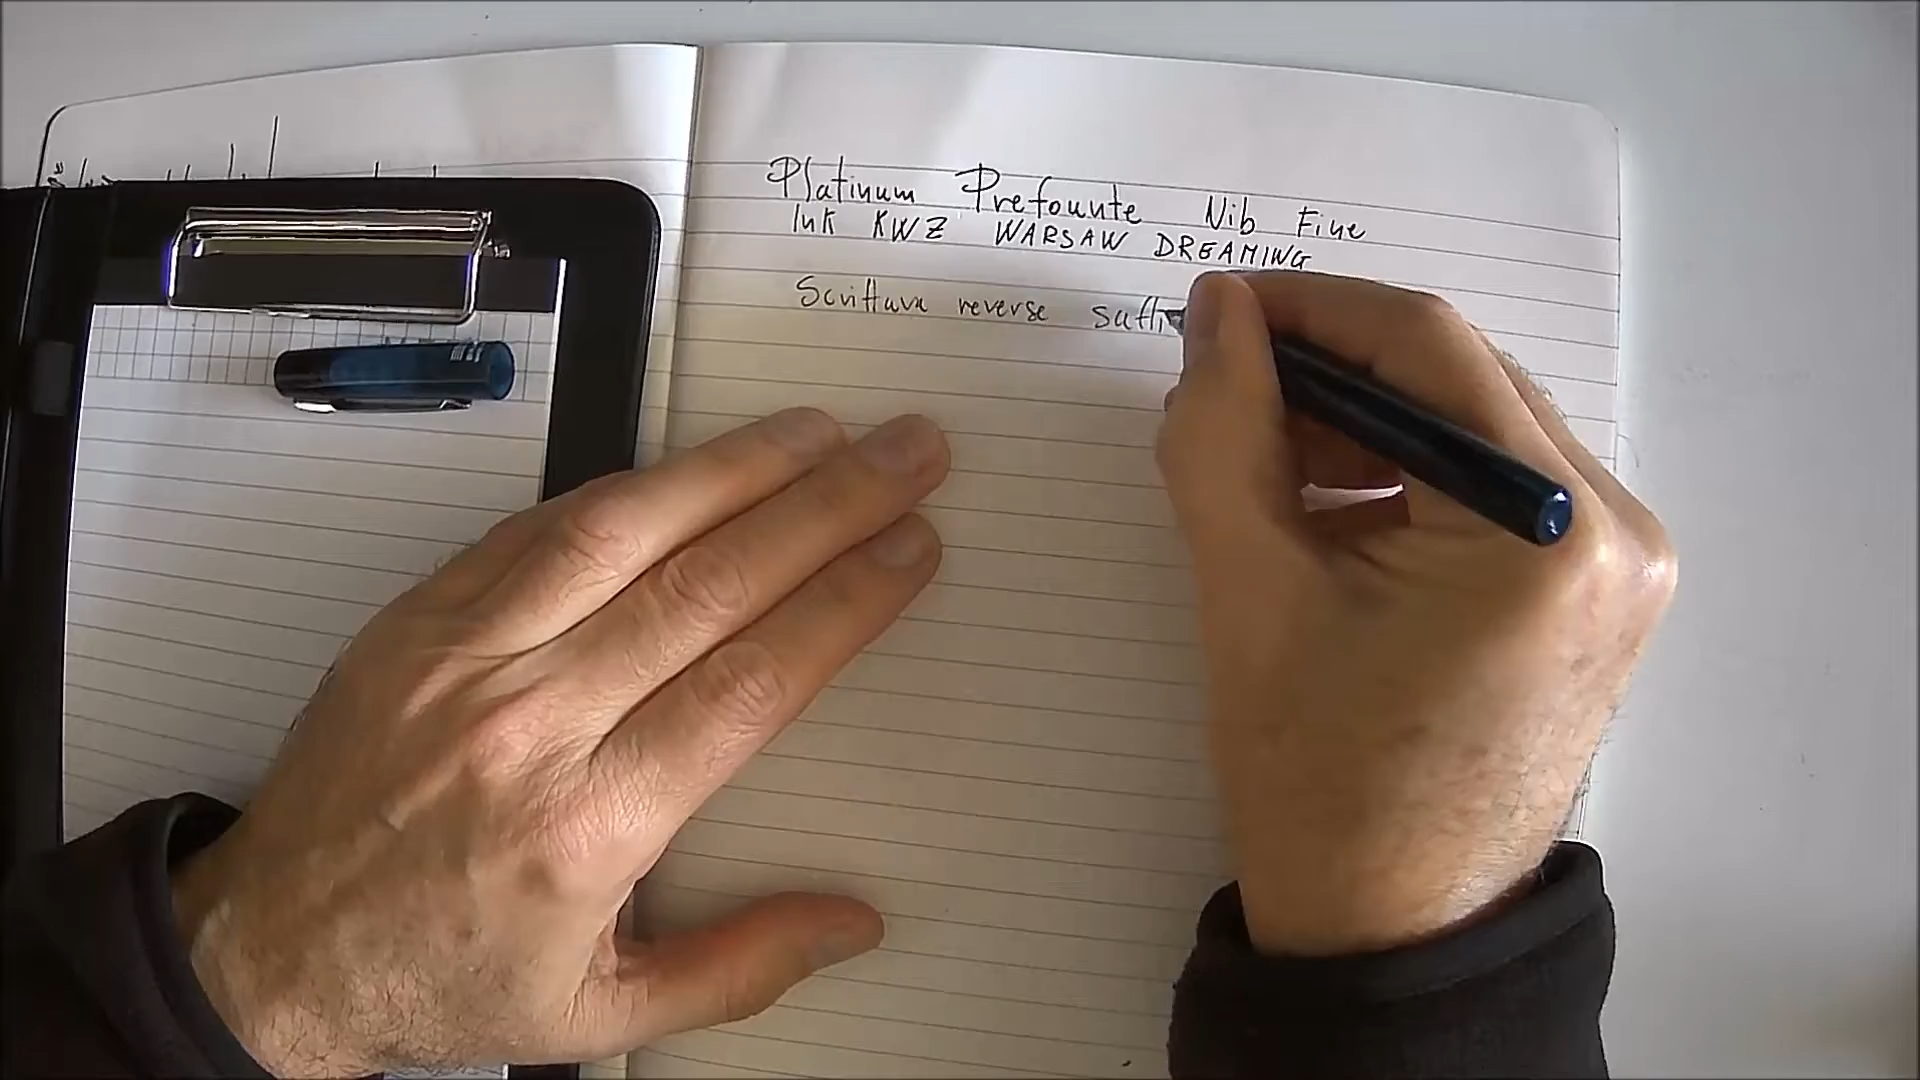 Platinum Prefounte Nib Fine
Ink KWZ WARSAW DREAMING
Scrittura reverse